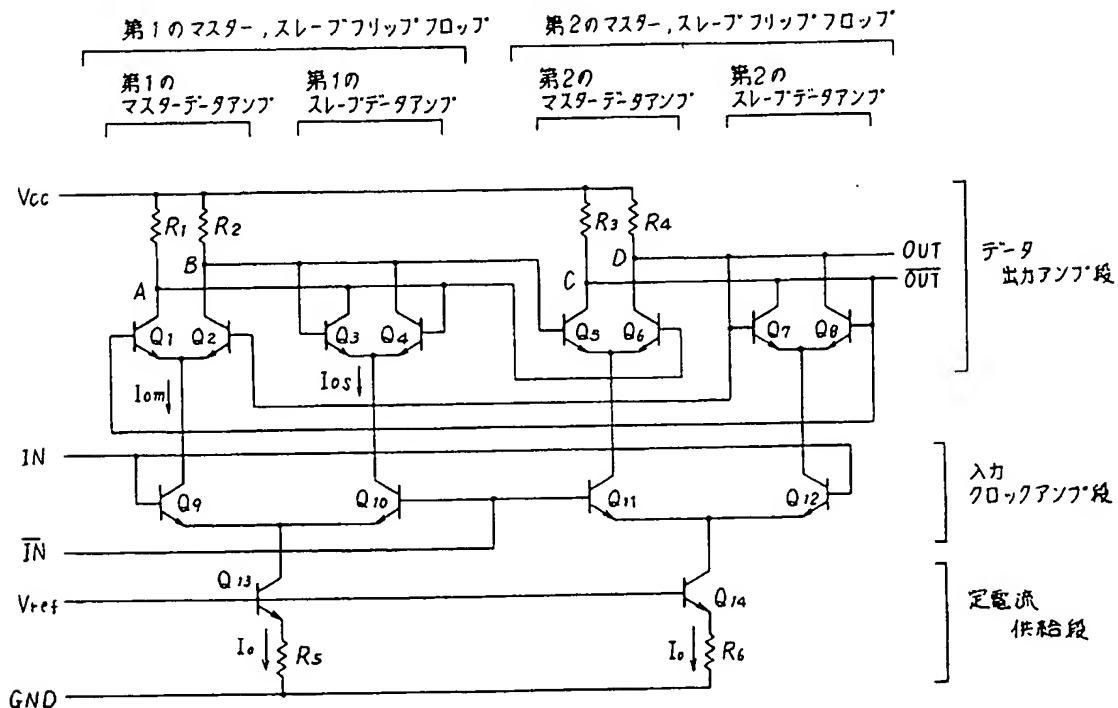 第1のマスター,スレーブフリップフロップ
第2のマスター,スレーブフリップフロップ
第1の
マスターデータアンプ
第1の
スレーブデータアンプ
第2の
マスターデータアンプ
第2の
スレーブデータアンプ
Vcc
R1
R2
R3
R4
B
A
D
C
OUT
OUT
データ
出力アンプ段
Q1
Q2
Q3
Q4
Q5
Q6
Q7
Q8
Iom
Ios
IN
Q9
Q10
Q11
Q12
入力
クロックアンプ段
IN
Q13
Vref
Q14
定電流
供給段
Io
R5
Io
R6
GND